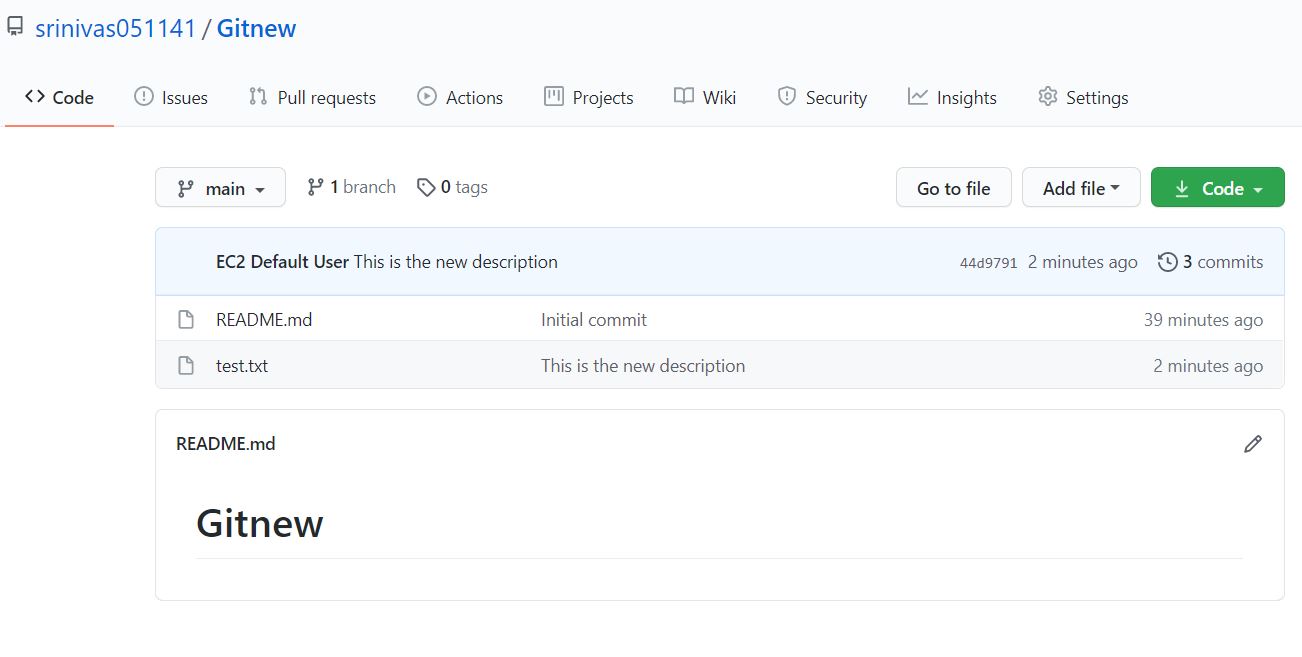 srinivas051141 / Gitnew
Code Issues Pull requests Actions Projects Wiki Security Insights Settings
main 1 branch 0 tags Go to file Add file Code
EC2 Default User This is the new description 44d9791 2 minutes ago 3 commits
README.md Initial commit 39 minutes ago
test.txt This is the new description 2 minutes ago
README.md
Gitnew